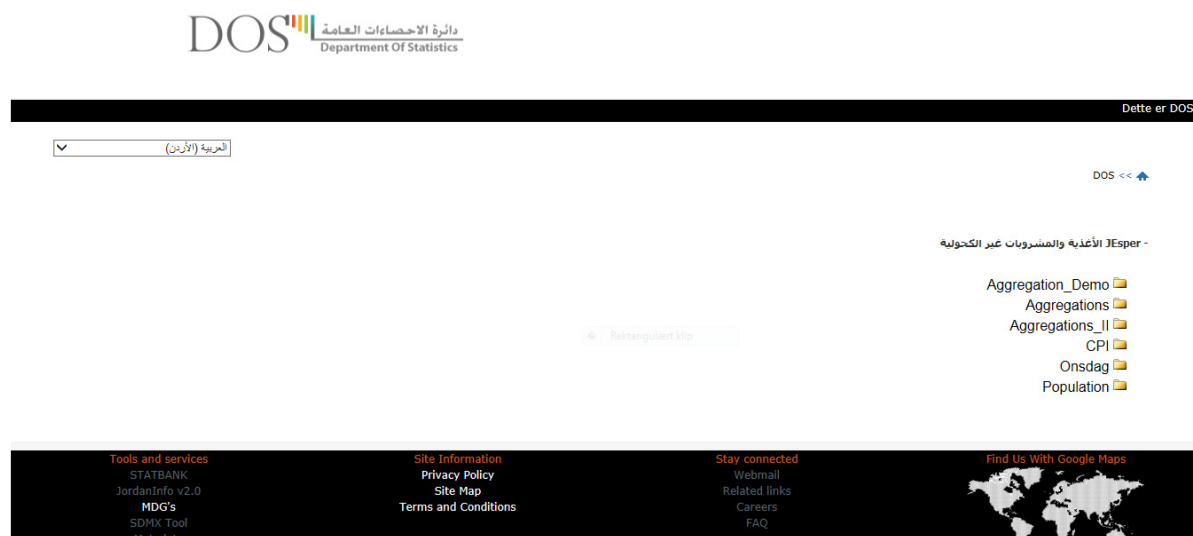 DOS
دائرة الاحصاءات العامة
Department Of Statistics
Dette er DOS
العربية (الأردن)
DOS <<
- JEsper الأغذية والمشروبات غير الكحولية
Aggregation_Demo
Aggregations
Aggregations_II
CPI
Onsdag
Population
Rektangulært klip
Tools and services
STATBANK
JordanInfo v2.0
MDG's
SDMX Tool
Site Information
Privacy Policy
Site Map
Terms and Conditions
Stay connected
Webmail
Related links
Careers
FAQ
Find Us With Google Maps